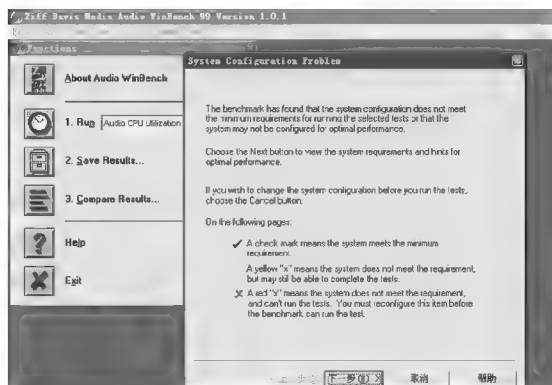 Ziff Davis Media Audio WinBench 99 Version 1.0.1
Functions
About Audio WinBench
1. Run Audio CPU Utilization
2. Save Results...
3. Compare Results...
Help
Exit
System Configuration Problem
The benchmark has found that the system configuration does not meet
the minimum requirements for running the selected tests or that the
system may not be configured for optimal performance.
Choose the Next button to view the system requirements and hints for
optimal performance.
If you wish to change the system configuration before you run the tests,
choose the Cancel button.
On the following pages:
A check mark means the system meets the minimum
requirement.
A yellow "x" means the system does not meet the requirement,
but may still be able to complete the tests.
A red "x" means the system does not meet the requirement,
and can't run the tests. You must reconfigure this item before
the benchmark can run the test.
下一步(N) >
取消
帮助